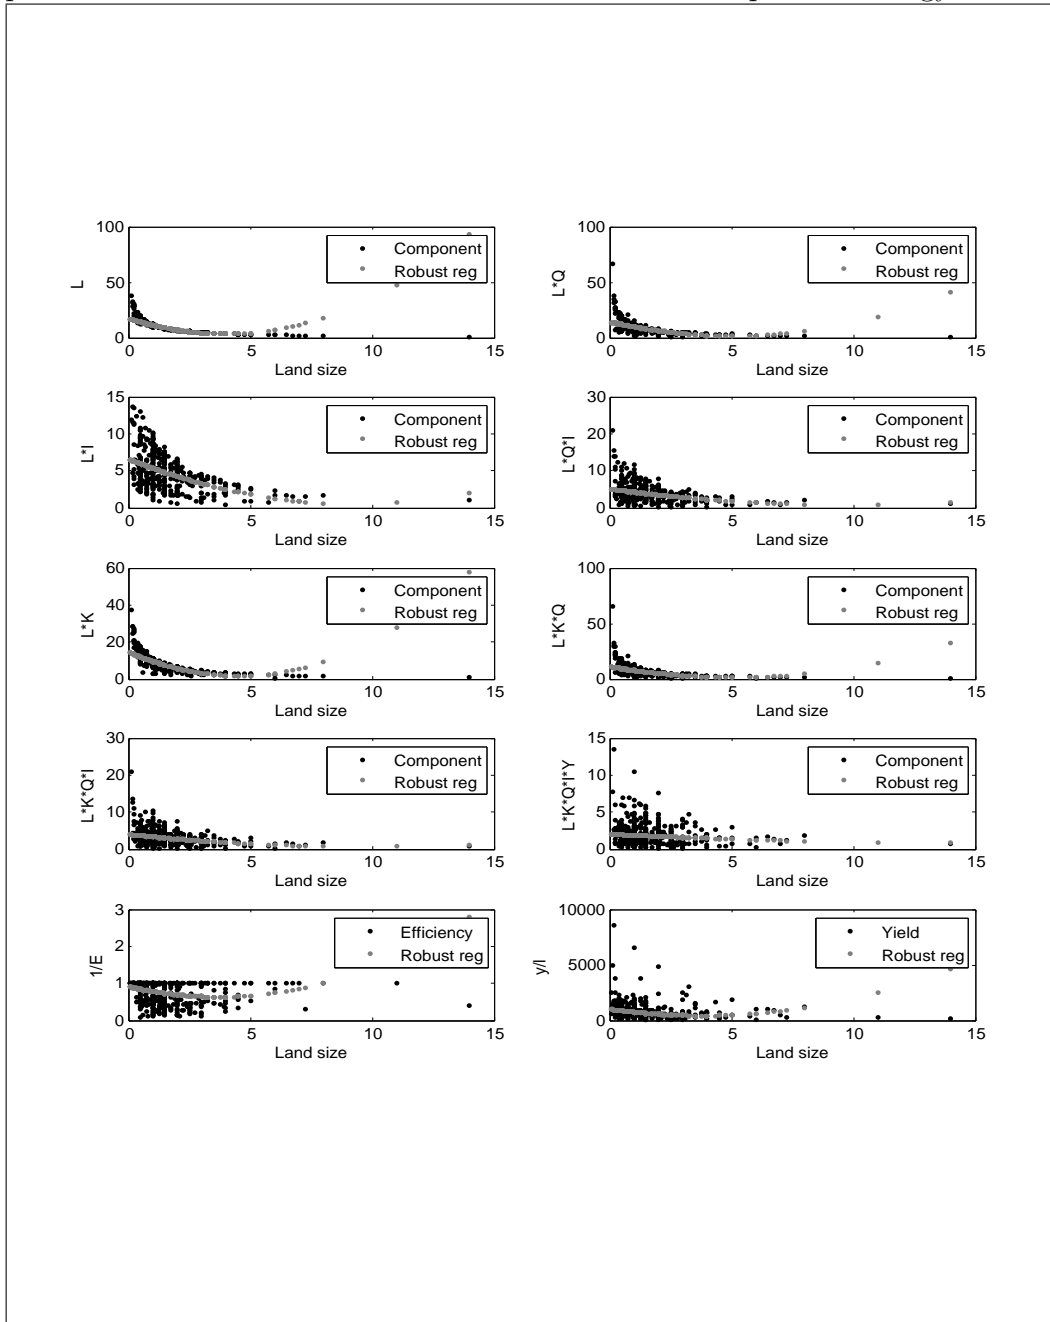 100
50
0
0
5
10
15
Land size
L
Component
Robust reg
100
50
0
0
5
10
15
Land size
L*Q
Component
Robust reg
15
10
5
0
0
5
10
15
Land size
L*I
Component
Robust reg
30
20
10
0
0
5
10
15
Land size
L*Q*I
Component
Robust reg
60
40
20
0
0
5
10
15
Land size
L*K
Component
Robust reg
100
50
0
0
5
10
15
Land size
L*K*Q
Component
Robust reg
30
20
10
0
0
5
10
15
Land size
L*K*Q*I
Component
Robust reg
15
10
5
0
0
5
10
15
Land size
L*K*Q*I*Y
Component
Robust reg
3
2
1
0
0
5
10
15
Land size
1/E
Efficiency
Robust reg
10000
5000
0
0
5
10
15
Land size
y/l
Yield
Robust reg